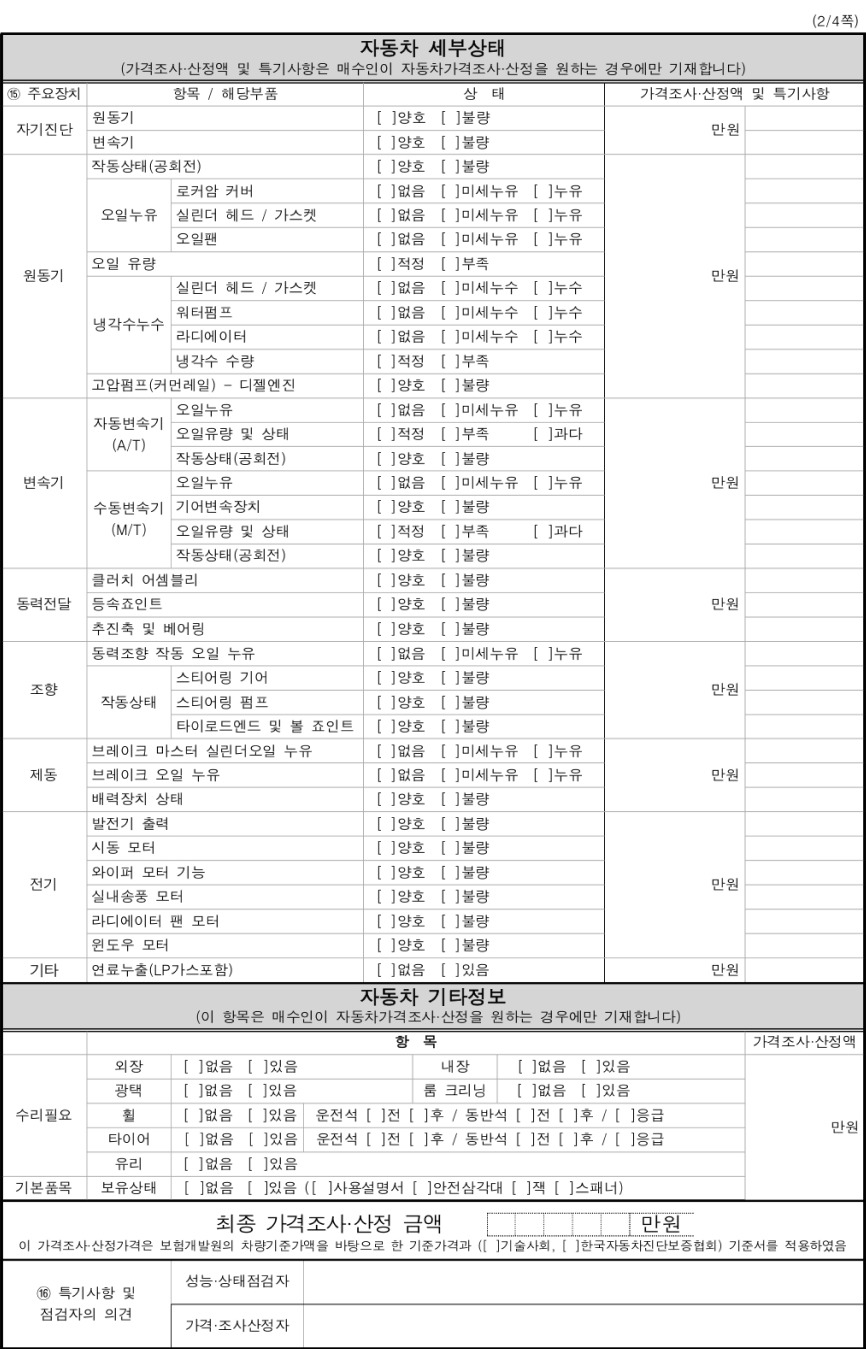 (2/4쪽)
자동차 세부상태
(가격조사·산정액 및 특기사항은 매수인이 자동차가격조사·산정을 원하는 경우에만 기재합니다)
⑮ 주요장치 항목 / 해당부품 상 태 가격조사·산정액 및 특기사항
자기진단 원동기 [ ]양호 [ ]불량 만원
변속기 [ ]양호 [ ]불량
원동기 작동상태(공회전) [ ]양호 [ ]불량 만원
오일누유 로커암 커버 [ ]없음 [ ]미세누유 [ ]누유
실린더 헤드 / 가스켓 [ ]없음 [ ]미세누유 [ ]누유
오일팬 [ ]없음 [ ]미세누유 [ ]누유
오일 유량 [ ]적정 [ ]부족
냉각수누수 실린더 헤드 / 가스켓 [ ]없음 [ ]미세누수 [ ]누수
워터펌프 [ ]없음 [ ]미세누수 [ ]누수
라디에이터 [ ]없음 [ ]미세누수 [ ]누수
냉각수 수량 [ ]적정 [ ]부족
고압펌프(커먼레일) - 디젤엔진 [ ]양호 [ ]불량
변속기 자동변속기 (A/T) 오일누유 [ ]없음 [ ]미세누유 [ ]누유 만원
오일유량 및 상태 [ ]적정 [ ]부족 [ ]과다
작동상태(공회전) [ ]양호 [ ]불량
수동변속기 (M/T) 오일누유 [ ]없음 [ ]미세누유 [ ]누유
기어변속장치 [ ]양호 [ ]불량
오일유량 및 상태 [ ]적정 [ ]부족 [ ]과다
작동상태(공회전) [ ]양호 [ ]불량
동력전달 클러치 어셈블리 [ ]양호 [ ]불량 만원
등속죠인트 [ ]양호 [ ]불량
추진축 및 베어링 [ ]양호 [ ]불량
조향 동력조향 작동 오일 누유 [ ]없음 [ ]미세누유 [ ]누유 만원
작동상태 스티어링 기어 [ ]양호 [ ]불량
스티어링 펌프 [ ]양호 [ ]불량
타이로드엔드 및 볼 죠인트 [ ]양호 [ ]불량
제동 브레이크 마스터 실린더오일 누유 [ ]없음 [ ]미세누유 [ ]누유 만원
브레이크 오일 누유 [ ]없음 [ ]미세누유 [ ]누유
배력장치 상태 [ ]양호 [ ]불량
전기 발전기 출력 [ ]양호 [ ]불량 만원
시동 모터 [ ]양호 [ ]불량
와이퍼 모터 기능 [ ]양호 [ ]불량
실내송풍 모터 [ ]양호 [ ]불량
라디에이터 팬 모터 [ ]양호 [ ]불량
윈도우 모터 [ ]양호 [ ]불량
기타 연료누출(LP가스포함) [ ]없음 [ ]있음 만원
자동차 기타정보
(이 항목은 매수인이 자동차가격조사·산정을 원하는 경우에만 기재합니다)
항 목 가격조사·산정액
수리필요 외장 [ ]없음 [ ]있음 내장 [ ]없음 [ ]있음 만원
광택 [ ]없음 [ ]있음 룸 크리닝 [ ]없음 [ ]있음
휠 [ ]없음 [ ]있음 운전석 [ ]전 [ ]후 / 동반석 [ ]전 [ ]후 / [ ]응급
타이어 [ ]없음 [ ]있음 운전석 [ ]전 [ ]후 / 동반석 [ ]전 [ ]후 / [ ]응급
유리 [ ]없음 [ ]있음
기본품목 보유상태 [ ]없음 [ ]있음 ([ ]사용설명서 [ ]안전삼각대 [ ]잭 [ ]스패너)
최종 가격조사·산정 금액 만원
이 가격조사·산정가격은 보험개발원의 차량기준가액을 바탕으로 한 기준가격과 ([ ]기술사회, [ ]한국자동차진단보증협회) 기준서를 적용하였음
⑯ 특기사항 및
점검자의 의견
성능·상태점검자
가격·조사산정자